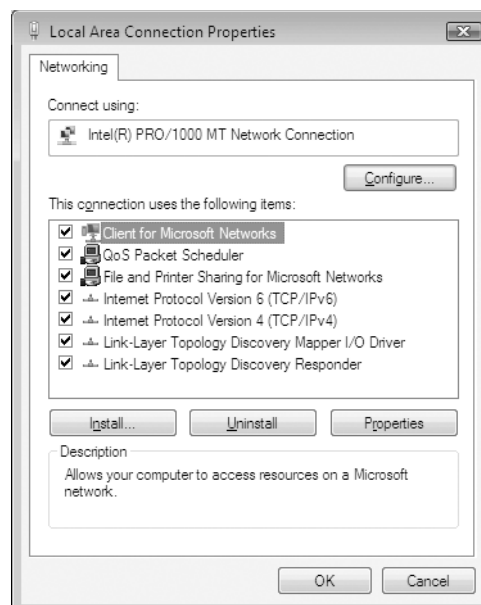 Local Area Connection Properties
Networking
Connect using:
Intel(R) PRO/1000 MT Network Connection
Configure...
This connection uses the following items:
Client for Microsoft Networks
QoS Packet Scheduler
File and Printer Sharing for Microsoft Networks
Internet Protocol Version 6 (TCP/IPv6)
Internet Protocol Version 4 (TCP/IPv4)
Link-Layer Topology Discovery Mapper I/O Driver
Link-Layer Topology Discovery Responder
Install...
Uninstall
Properties
Description
Allows your computer to access resources on a Microsoft
network.
OK
Cancel